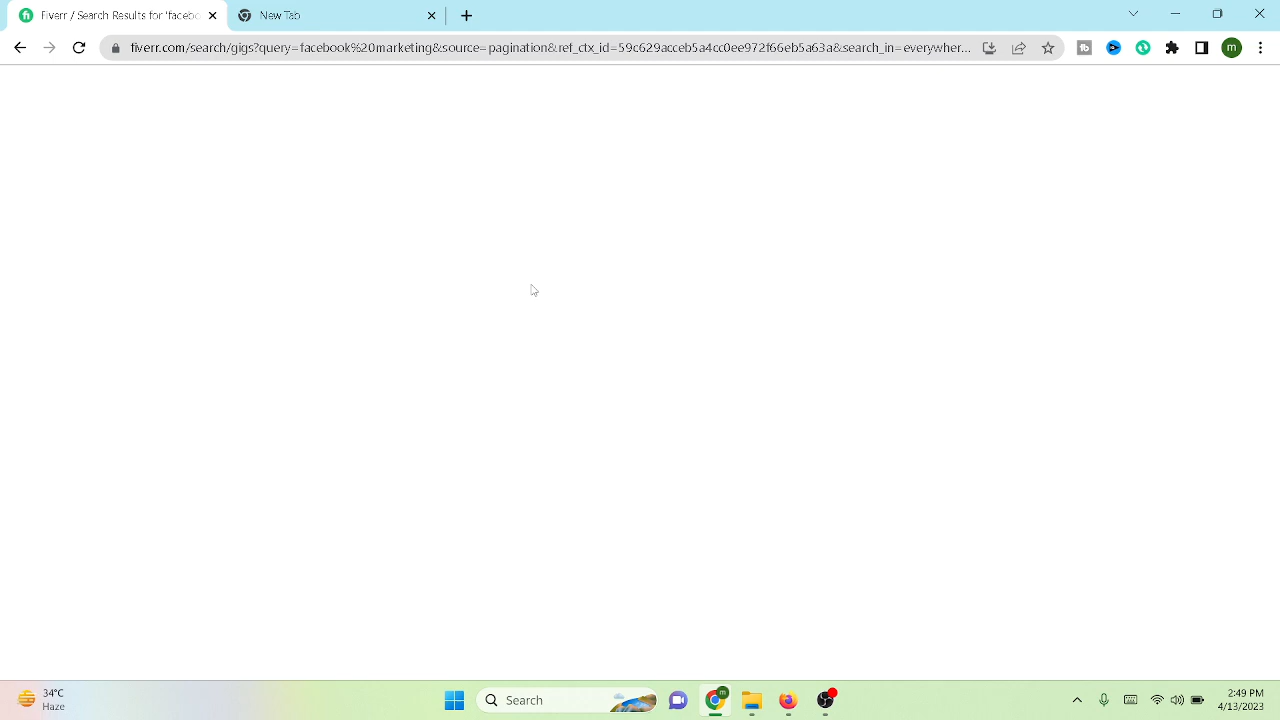 Fiverr / Search Results for 'facebo
New Tab
fiverr.com/search/gigs?query=facebook%20marketing&source=pagination&ref_ctx_id=59c629acceb5a4cc0ee972f66eb5a63a&search_in=everywher...
m
34°C
Haze
Search
m
2:49 PM
4/13/2023